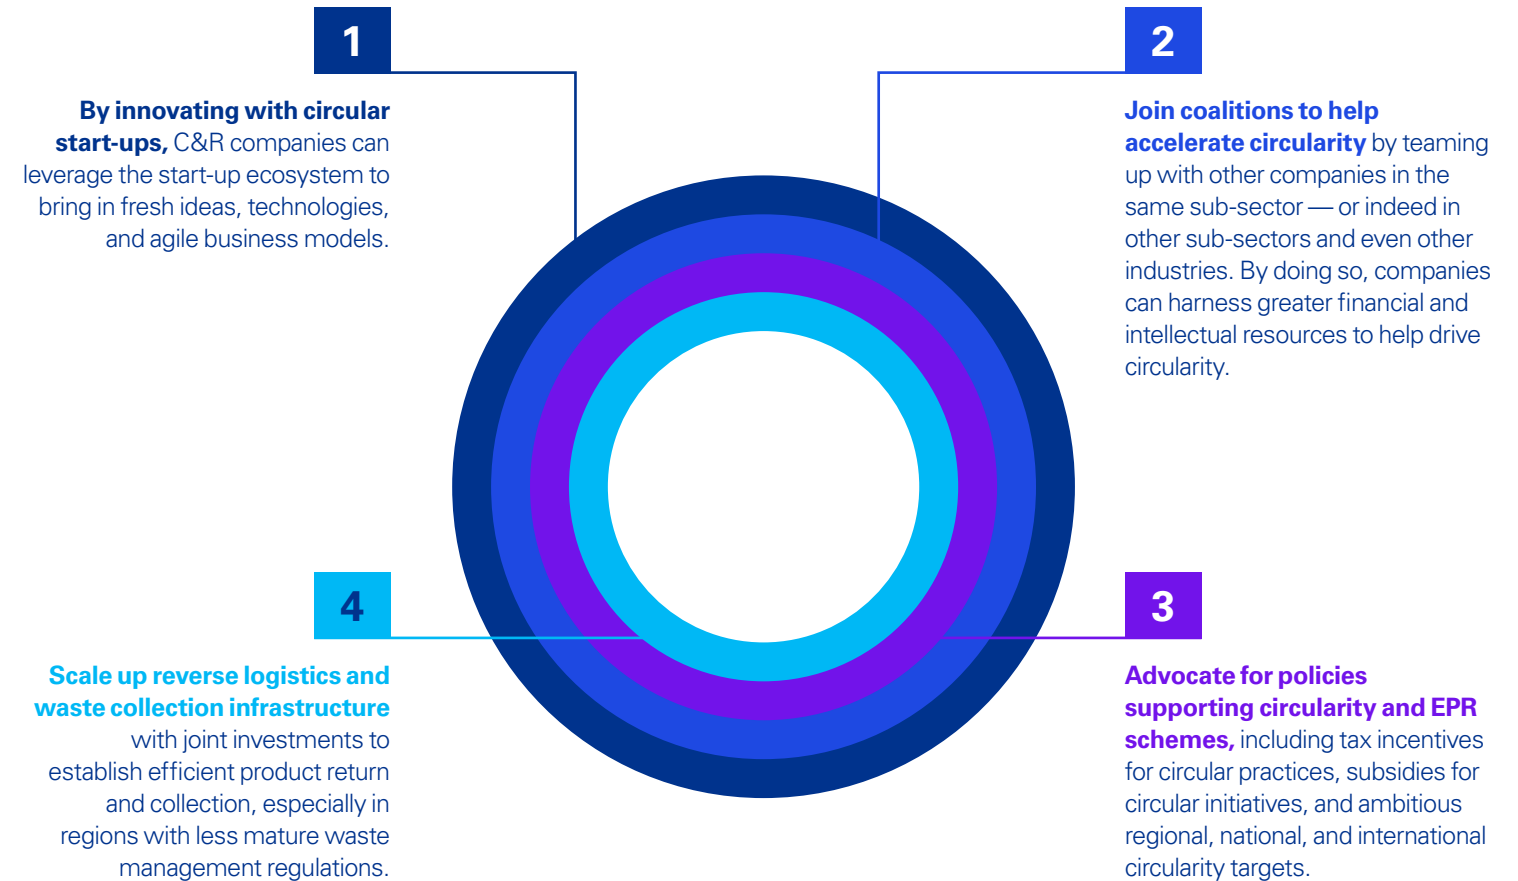 1
By innovating with circular
start-ups, C&R companies can
leverage the start-up ecosystem to
bring in fresh ideas, technologies,
and agile business models.
2
Join coalitions to help
accelerate circularity by teaming
up with other companies in the
same sub-sector — or indeed in
other sub-sectors and even other
industries. By doing so, companies
can harness greater financial and
intellectual resources to help drive
circularity.
3
Advocate for policies
supporting circularity and EPR
schemes, including tax incentives
for circular practices, subsidies for
circular initiatives, and ambitious
regional, national, and international
circularity targets.
4
Scale up reverse logistics and
waste collection infrastructure
with joint investments to
establish efficient product return
and collection, especially in
regions with less mature waste
management regulations.